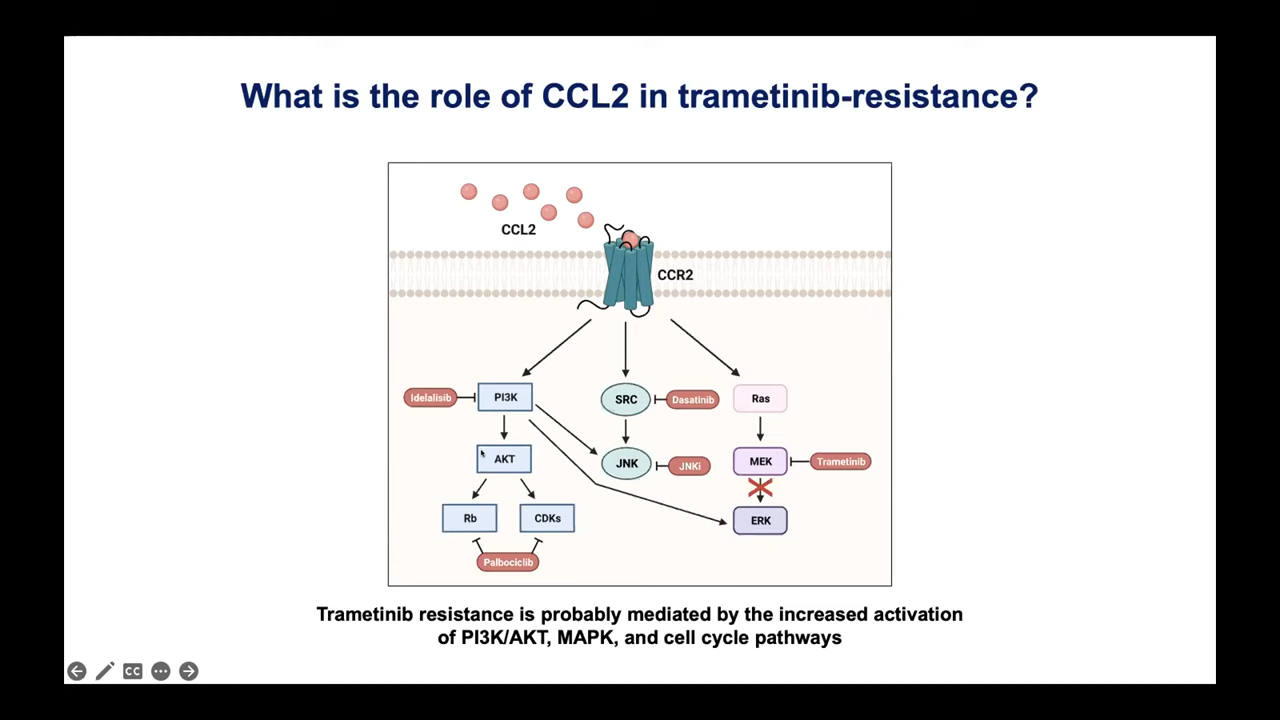 What is the role of CCL2 in trametinib-resistance?
CCL2
CCR2
Idelalisib
PI3K
SRC
Dasatinib
Ras
AKT
JNK
JNKi
MEK
Trametinib
Rb
CDKs
ERK
Palbociclib
Trametinib resistance is probably mediated by the increased activation
of PI3K/AKT, MAPK, and cell cycle pathways
CC